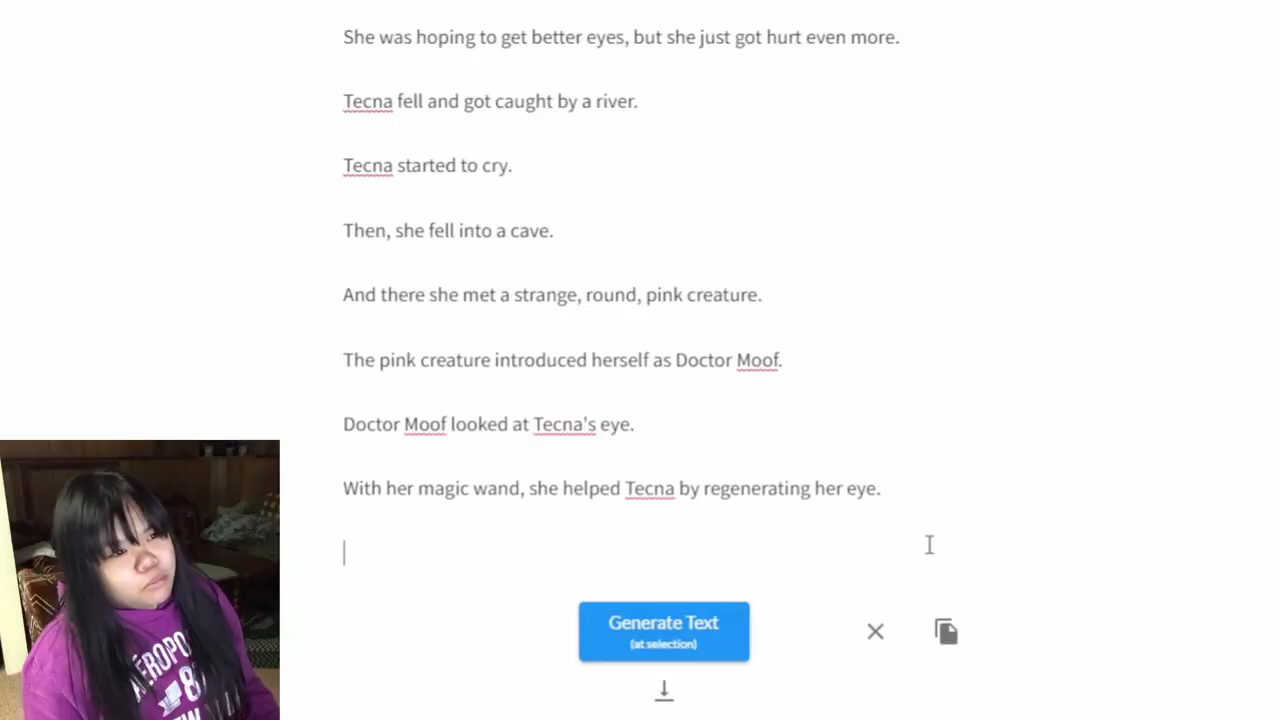 She was hoping to get better eyes, but she just got hurt even more.
Tecna fell and got caught by a river.
Tecna started to cry.
Then, she fell into a cave.
And there she met a strange, round, pink creature.
The pink creature introduced herself as Doctor Moof.
Doctor Moof looked at Tecna's eye.
With her magic wand, she helped Tecna by regenerating her eye.
Generate Text
(at selection)
AÉROPO
8